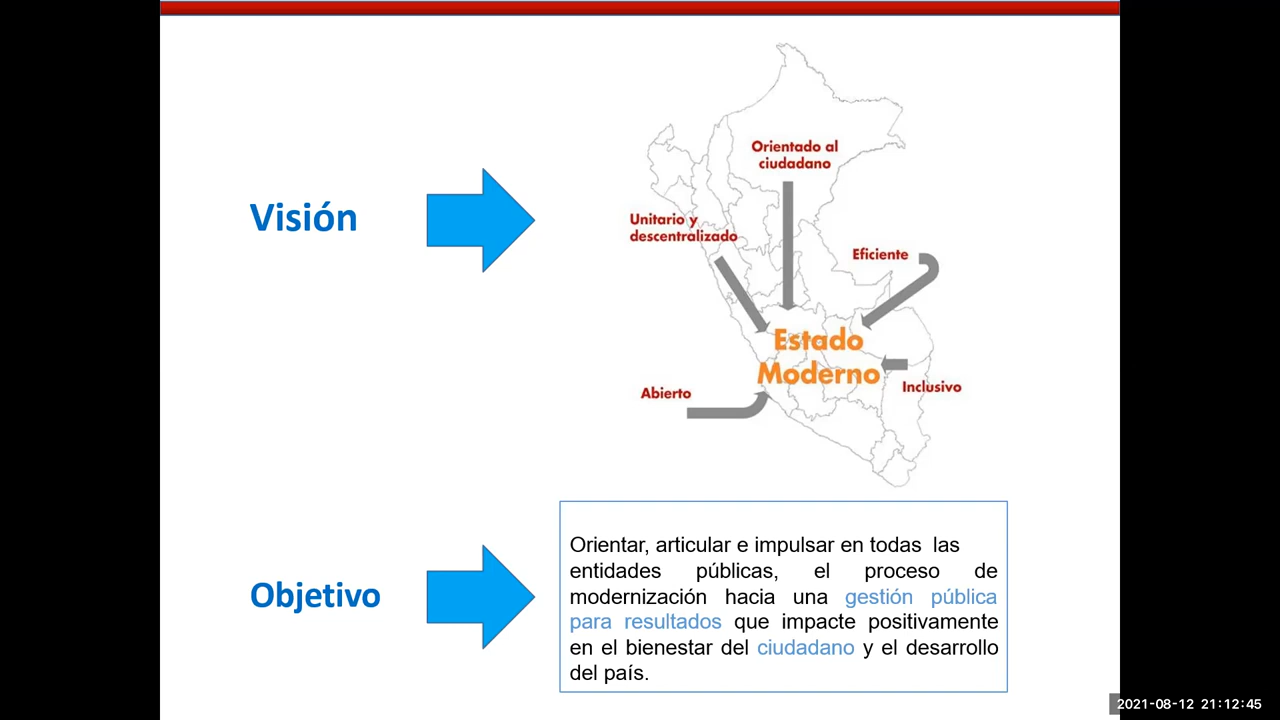 Visión
Orientado al
ciudadano
Unitario y
descentralizado
Eficiente
Estado
Moderno
Inclusivo
Abierto
Objetivo
Orientar, articular e impulsar en todas las
entidades públicas, el proceso de
modernización hacia una gestión pública
para resultados que impacte positivamente
en el bienestar del ciudadano y el desarrollo
del país.
2021-08-12 21:12:45